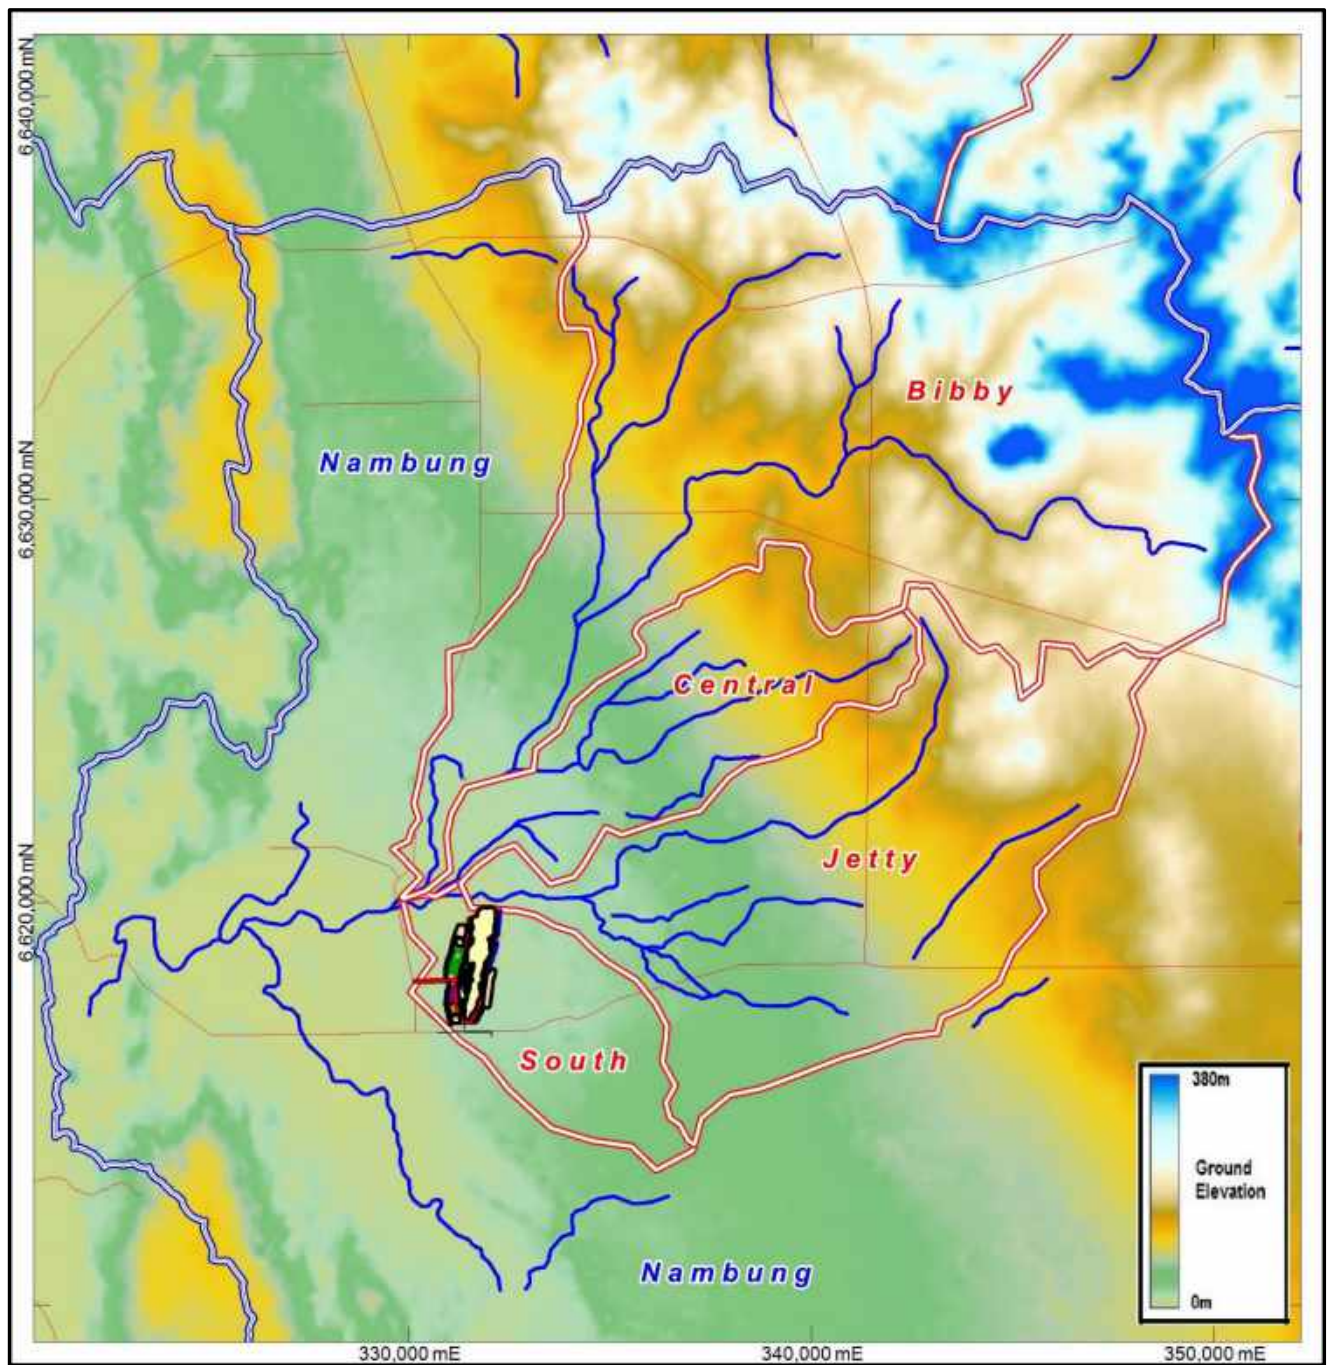 6,640,000 mN
Bibby
Nambung
6,630,000 mN
Central
Jetty
6,620,000 mN
South
380m
Ground
Elevation
0m
Nambung
330,000 mE
340,000 mE
350,000 mE